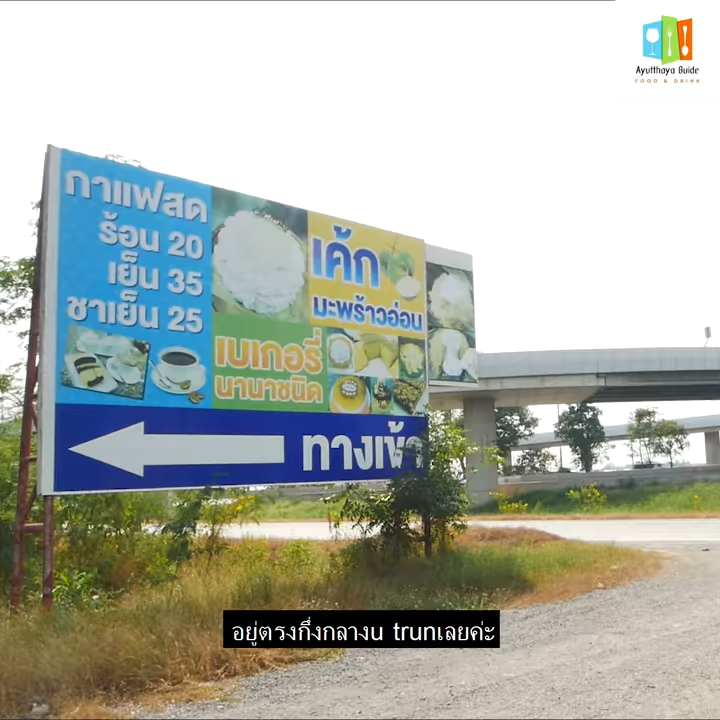 Ayutthaya Guide
FOOD & DRINK
กาแฟสด
ร้อน 20
เย็น 35
ชาเย็น 25
เค้ก
มะพร้าวอ่อน
เบเกอรี่
นานาชนิด
ทางเข้า
อยู่ตรงกึ่งกลางu trunเลยค่ะ